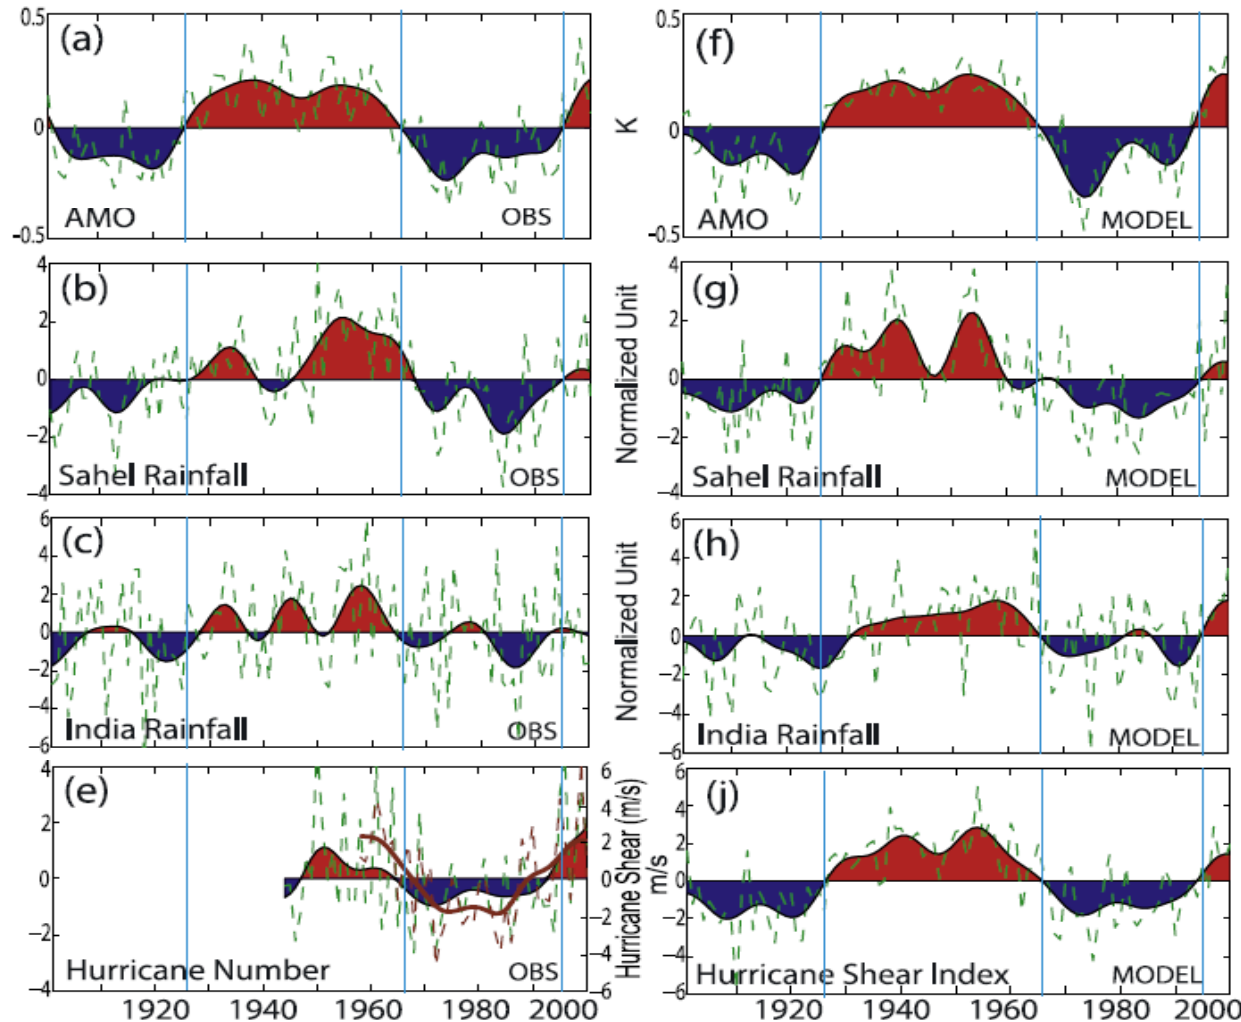 0.5
(a)
0
AMO
OBS
-0.5
0.5
(f)
K
0
AMO
MODEL
-0.5
4
(b)
2
0
-2
Sahel Rainfall
OBS
-4
Normalized Unit
4
(g)
2
0
-2
Sahel Rainfall
MODEL
-4
6
(c)
4
2
0
-2
-4
India Rainfall
OBS
-6
Normalized Unit
6
(h)
4
2
0
-2
-4
India Rainfall
MODEL
-6
4
(e)
2
0
-2
Hurricane Number
OBS
-4
6
4
2
0
-2
-4
-6
Hurricane Shear (m/s)
m/s
6
(j)
4
2
0
-2
-4
Hurricane Shear Index
MODEL
-6
1920 1940 1960 1980 2000
1920 1940 1960 1980 2000